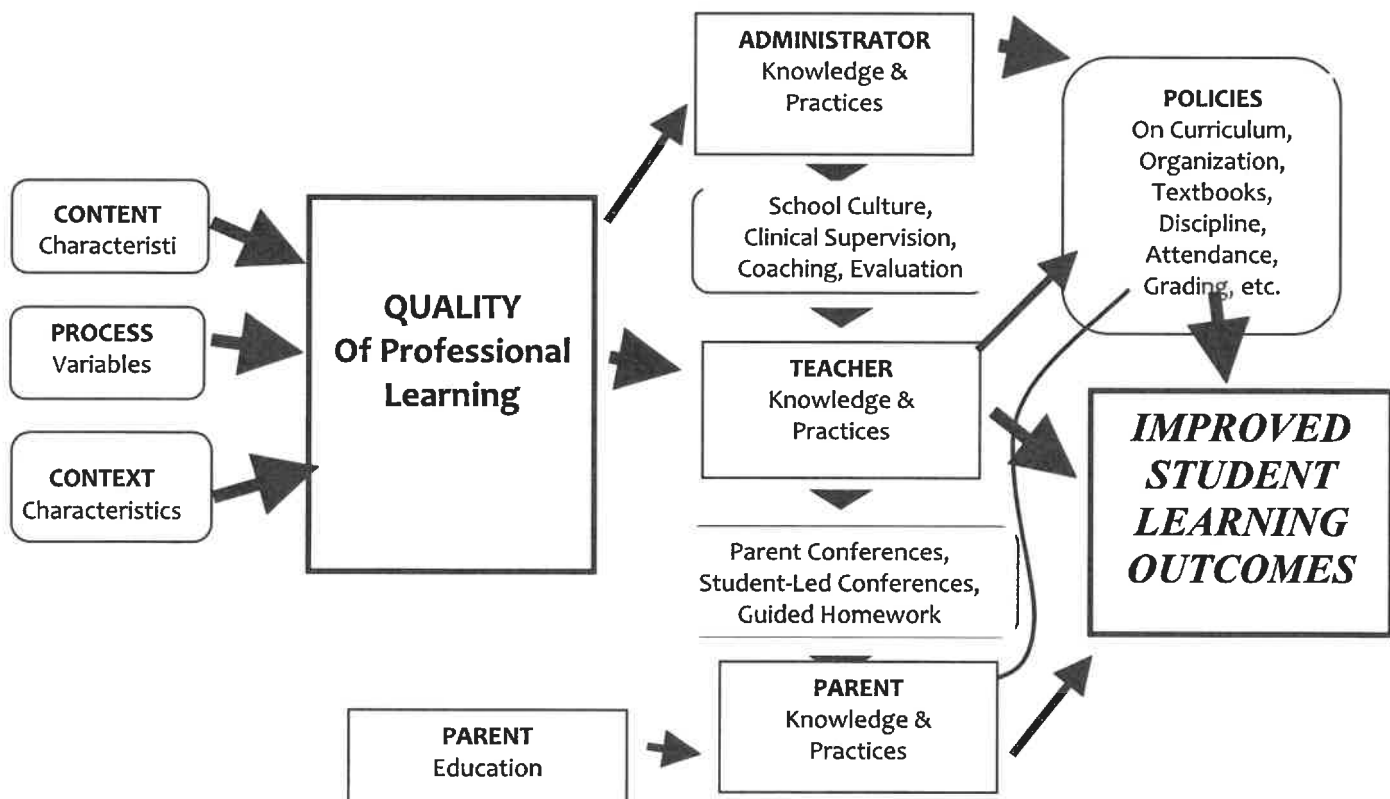 CONTENT
Characteristi
PROCESS
Variables
CONTEXT
Characteristics
QUALITY
Of Professional
Learning
ADMINISTRATOR
Knowledge &
Practices
School Culture,
Clinical Supervision,
Coaching, Evaluation
TEACHER
Knowledge &
Practices
Parent Conferences,
Student-Led Conferences,
Guided Homework
PARENT
Education
PARENT
Knowledge &
Practices
POLICIES
On Curriculum,
Organization,
Textbooks,
Discipline,
Attendance,
Grading, etc.
IMPROVED
STUDENT
LEARNING
OUTCOMES